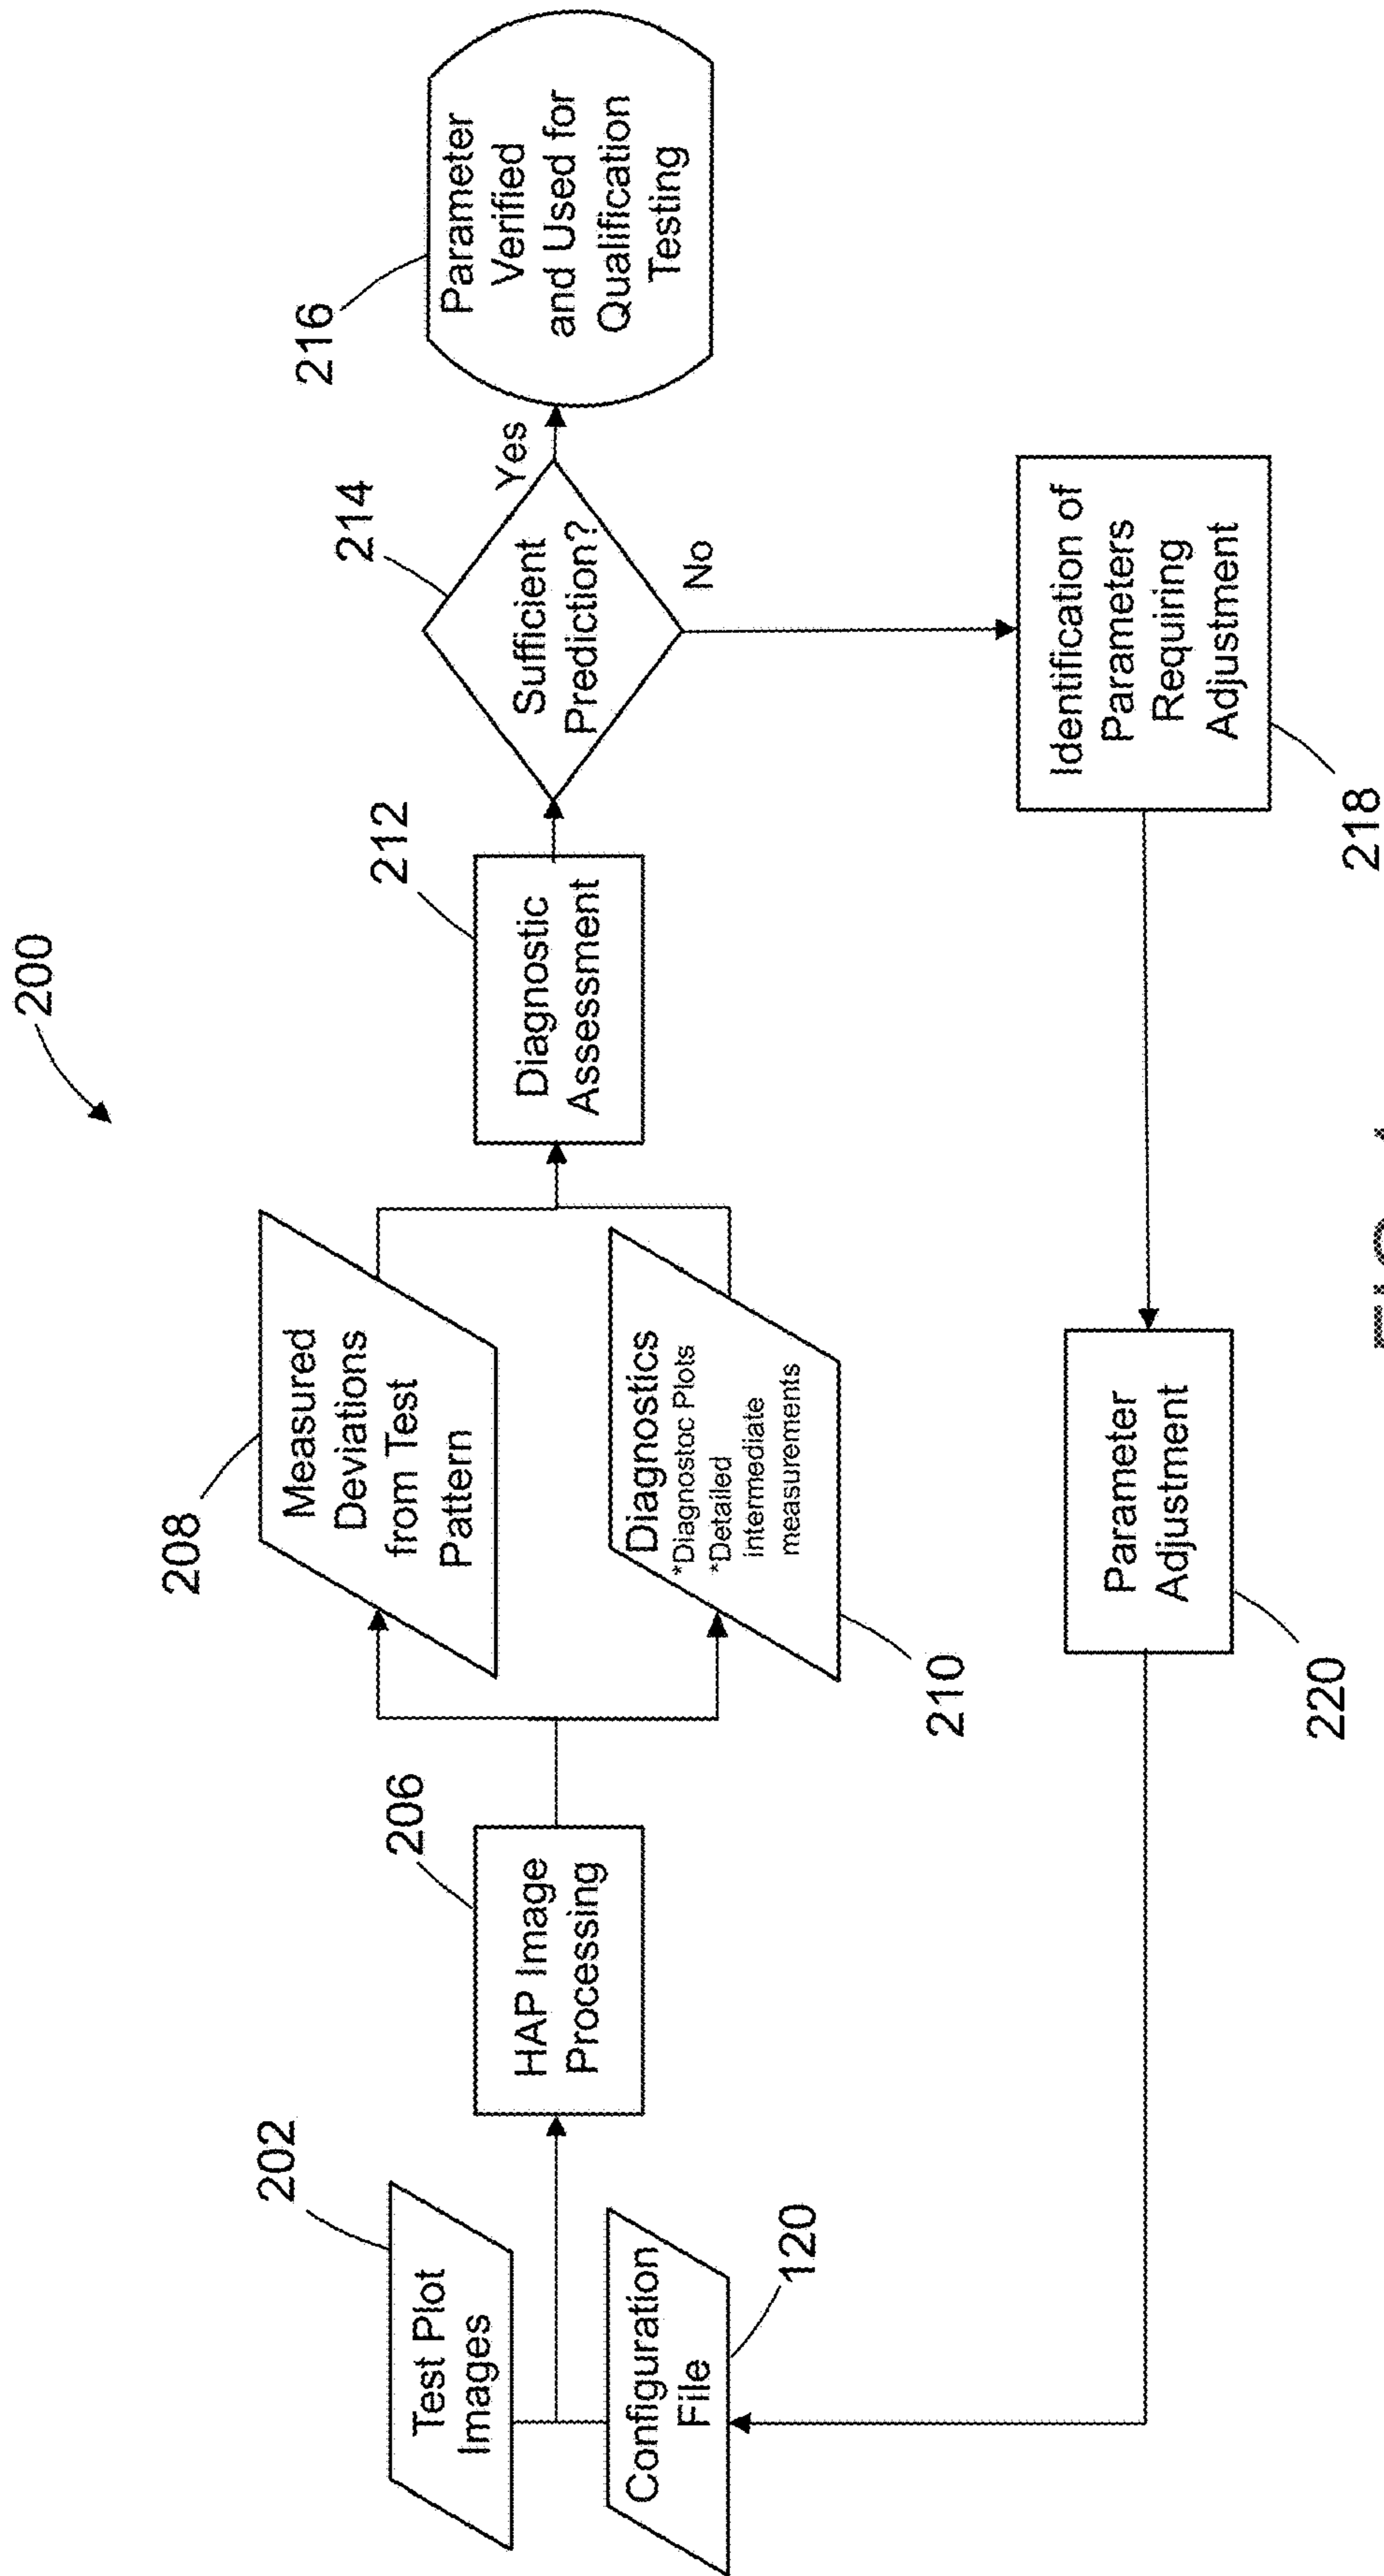 200
202
Test Plot
Images
Configuration
File
120
206
HAP Image
Processing
208
Measured
Deviations
from Test
Pattern
Diagnostics
*Diagnostoc Plots
*Detailed
intermediate
measurements
210
212
Diagnostic
Assessment
214
Sufficient
Prediction?
Yes
No
216
Parameter
Verified
and Used for
Qualification
Testing
Identification of
Parameters
Requiring
Adjustment
218
Parameter
Adjustment
220